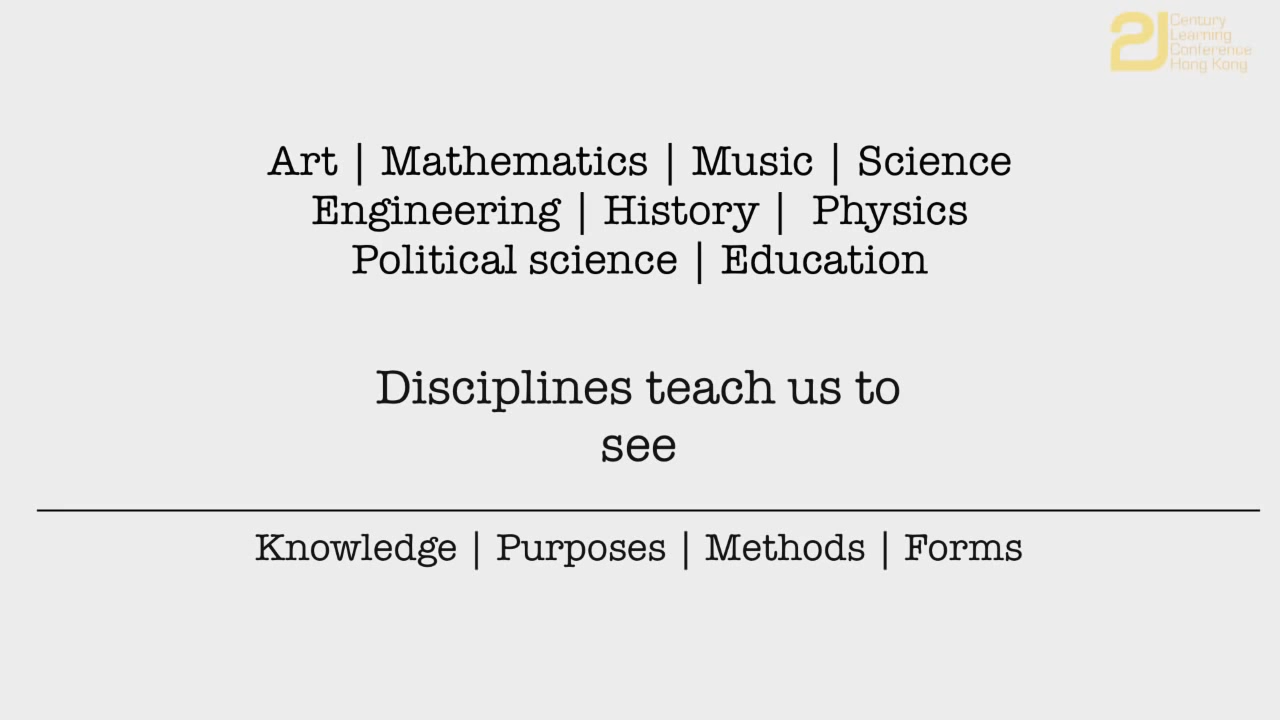 21
Century
Learning
Conference
Hong Kong
Art | Mathematics | Music | Science
Engineering | History | Physics
Political science | Education
Disciplines teach us to
see
Knowledge | Purposes | Methods | Forms